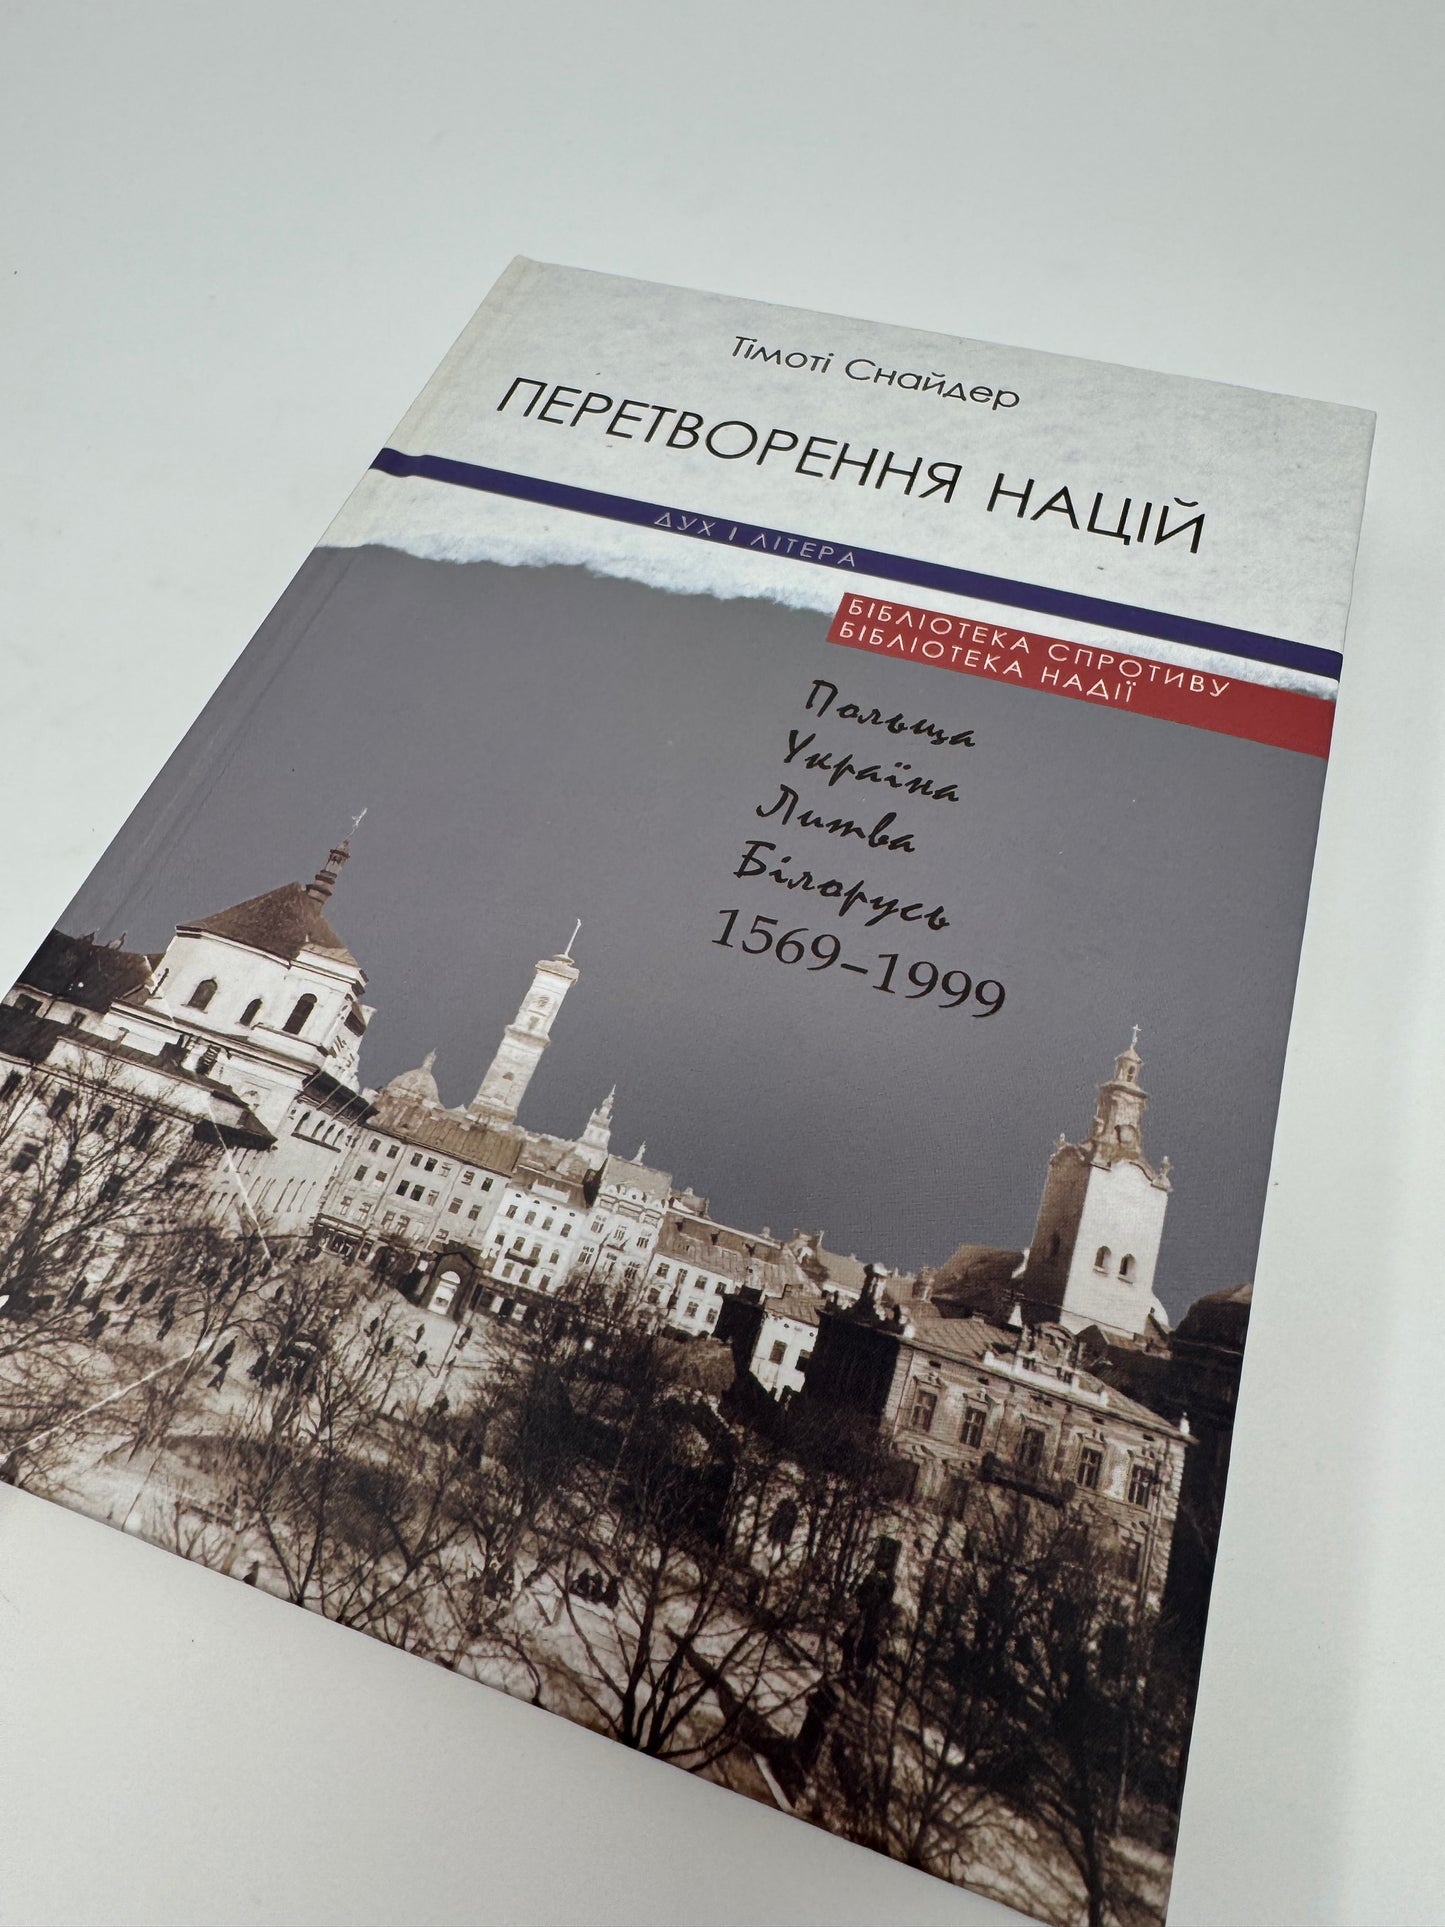 Тімоті Снайдер
ПЕРЕТВОРЕННЯ НАЦІЙ
ДУХ І ЛІТЕРА
БІБЛІОТЕКА СПРОТИВУ
БІБЛІОТЕКА НАДІЇ
Польща
Україна
Литва
Білорусь
1569–1999